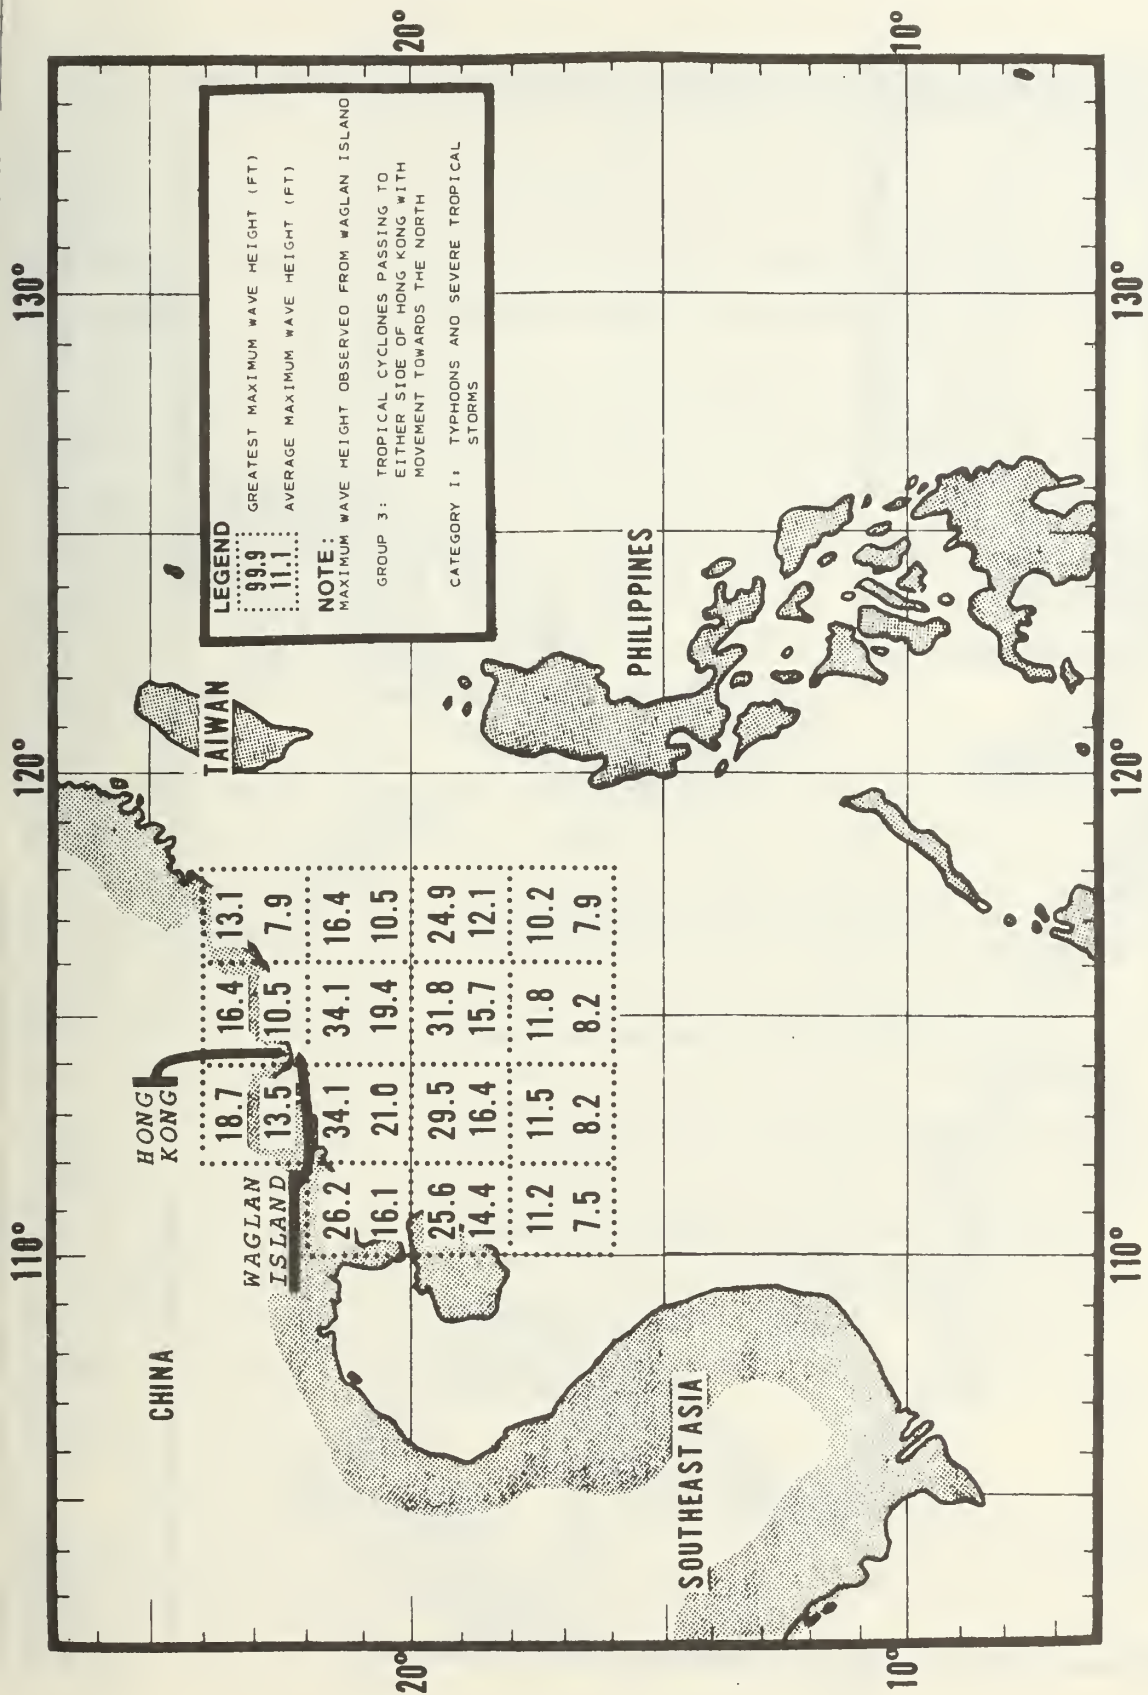 110° 120° 130°
CHINA
HONG
KONG
WAGLAN
ISLAND
TAIWAN
18.7 16.4 13.1
13.5 10.5 7.9
26.2 34.1 34.1 16.4
16.1 21.0 19.4 10.5
25.6 29.5 31.8 24.9
14.4 16.4 15.7 12.1
11.2 11.5 11.8 10.2
7.5 8.2 8.2 7.9
LEGEND
99.9 GREATEST MAXIMUM WAVE HEIGHT (FT)
11.1 AVERAGE MAXIMUM WAVE HEIGHT (FT)
NOTE:
MAXIMUM WAVE HEIGHT OBSERVED FROM WAGLAN ISLAND
GROUP 3: TROPICAL CYCLONES PASSING TO
EITHER SIDE OF HONG KONG WITH
MOVEMENT TOWARDS THE NORTH
CATEGORY I: TYPHOONS AND SEVERE TROPICAL
STORMS
20° 20°
PHILIPPINES
SOUTHEAST ASIA
10° 10°
110° 120° 130°